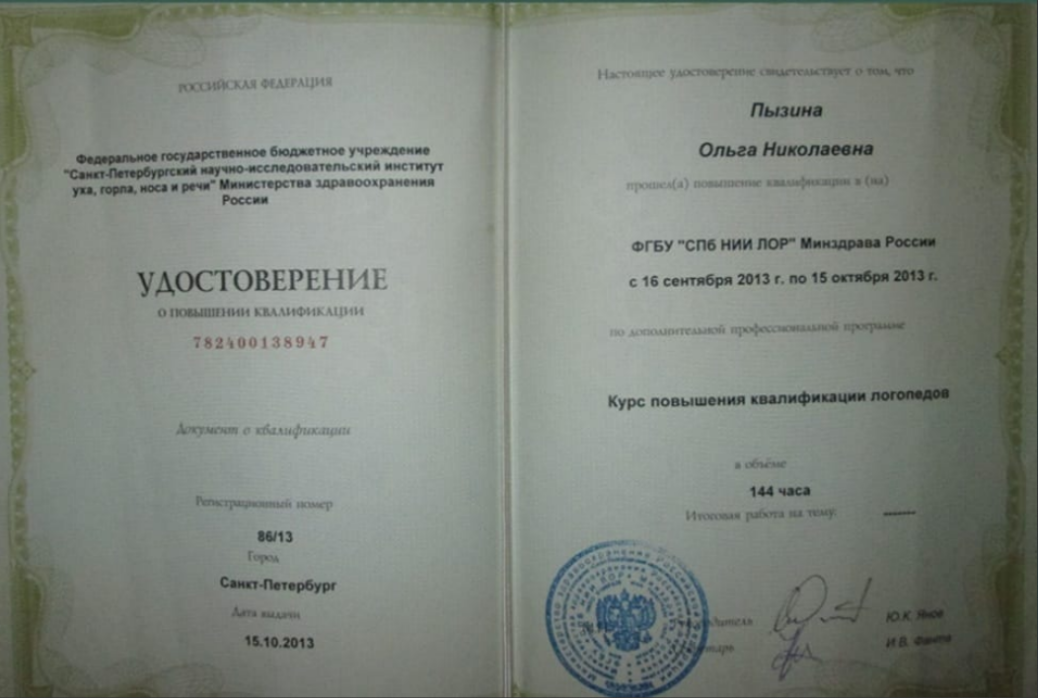 РОССИЙСКАЯ ФЕДЕРАЦИЯ
Федеральное государственное бюджетное учреждение
"Санкт-Петербургский научно-исследовательский институт
уха, горла, носа и речи" Министерства здравоохранения
России
УДОСТОВЕРЕНИЕ
О ПОВЫШЕНИИ КВАЛИФИКАЦИИ
782400138947
Документ о квалификации
Регистрационный номер
86/13
Город
Санкт-Петербург
Дата выдачи
15.10.2013
Настоящее удостоверение свидетельствует о том, что
Пызина
Ольга Николаевна
прошел(а) повышение квалификации в (на)
ФГБУ "СПб НИИ ЛОР" Минздрава России
с 16 сентября 2013 г. по 15 октября 2013 г.
по дополнительной профессиональной программе
Курс повышения квалификации логопедов
в объёме
144 часа
Итоговая работа на тему: -------
Ю.К. Янов
И.В.